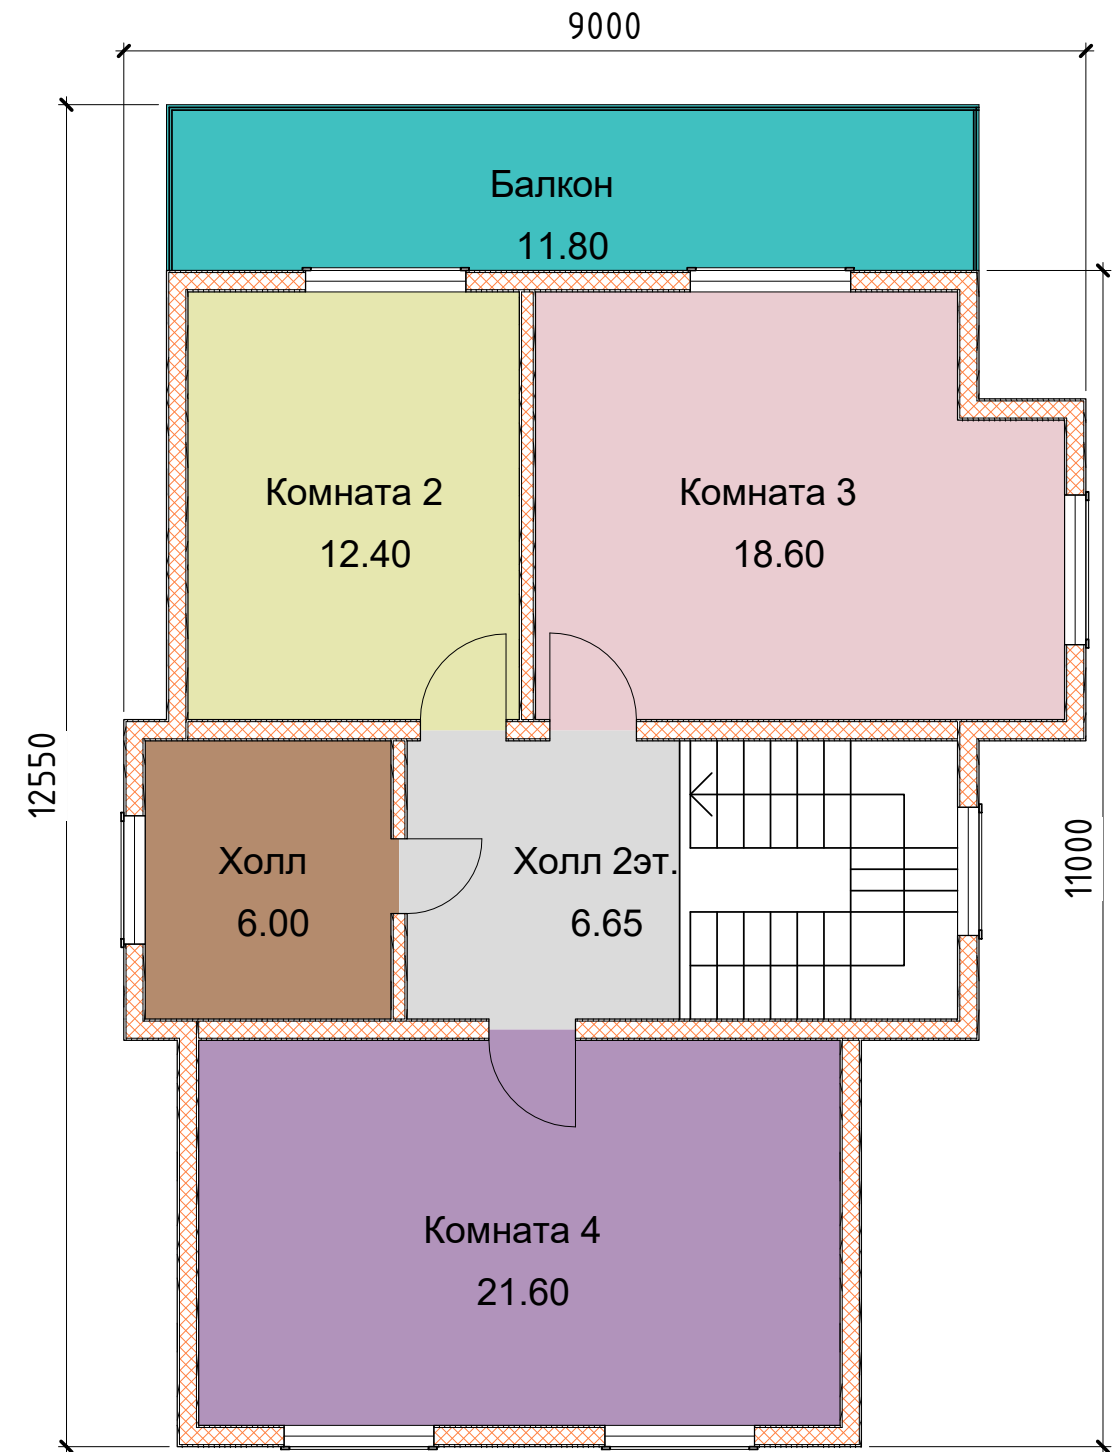 9000
Балкон
11.80
Комната 2
12.40
Комната 3
18.60
12550
11000
Холл
6.00
Холл 2эт.
6.65
Комната 4
21.60